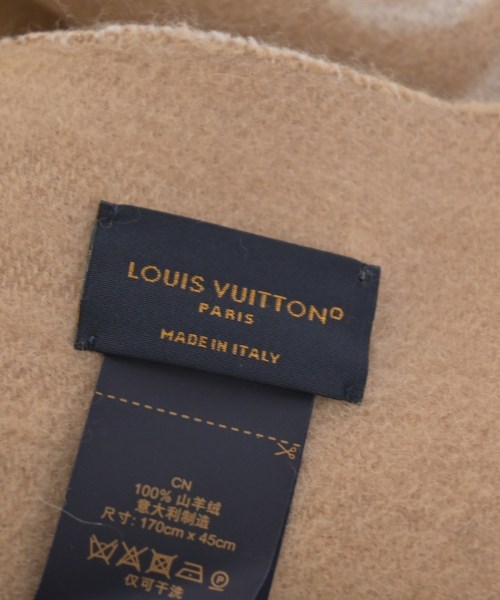 LOUIS VUITTON
PARIS
MADE IN ITALY
CN
100% 山羊绒
意大利制造
尺寸: 170cm x 45cm
P
仅可干洗